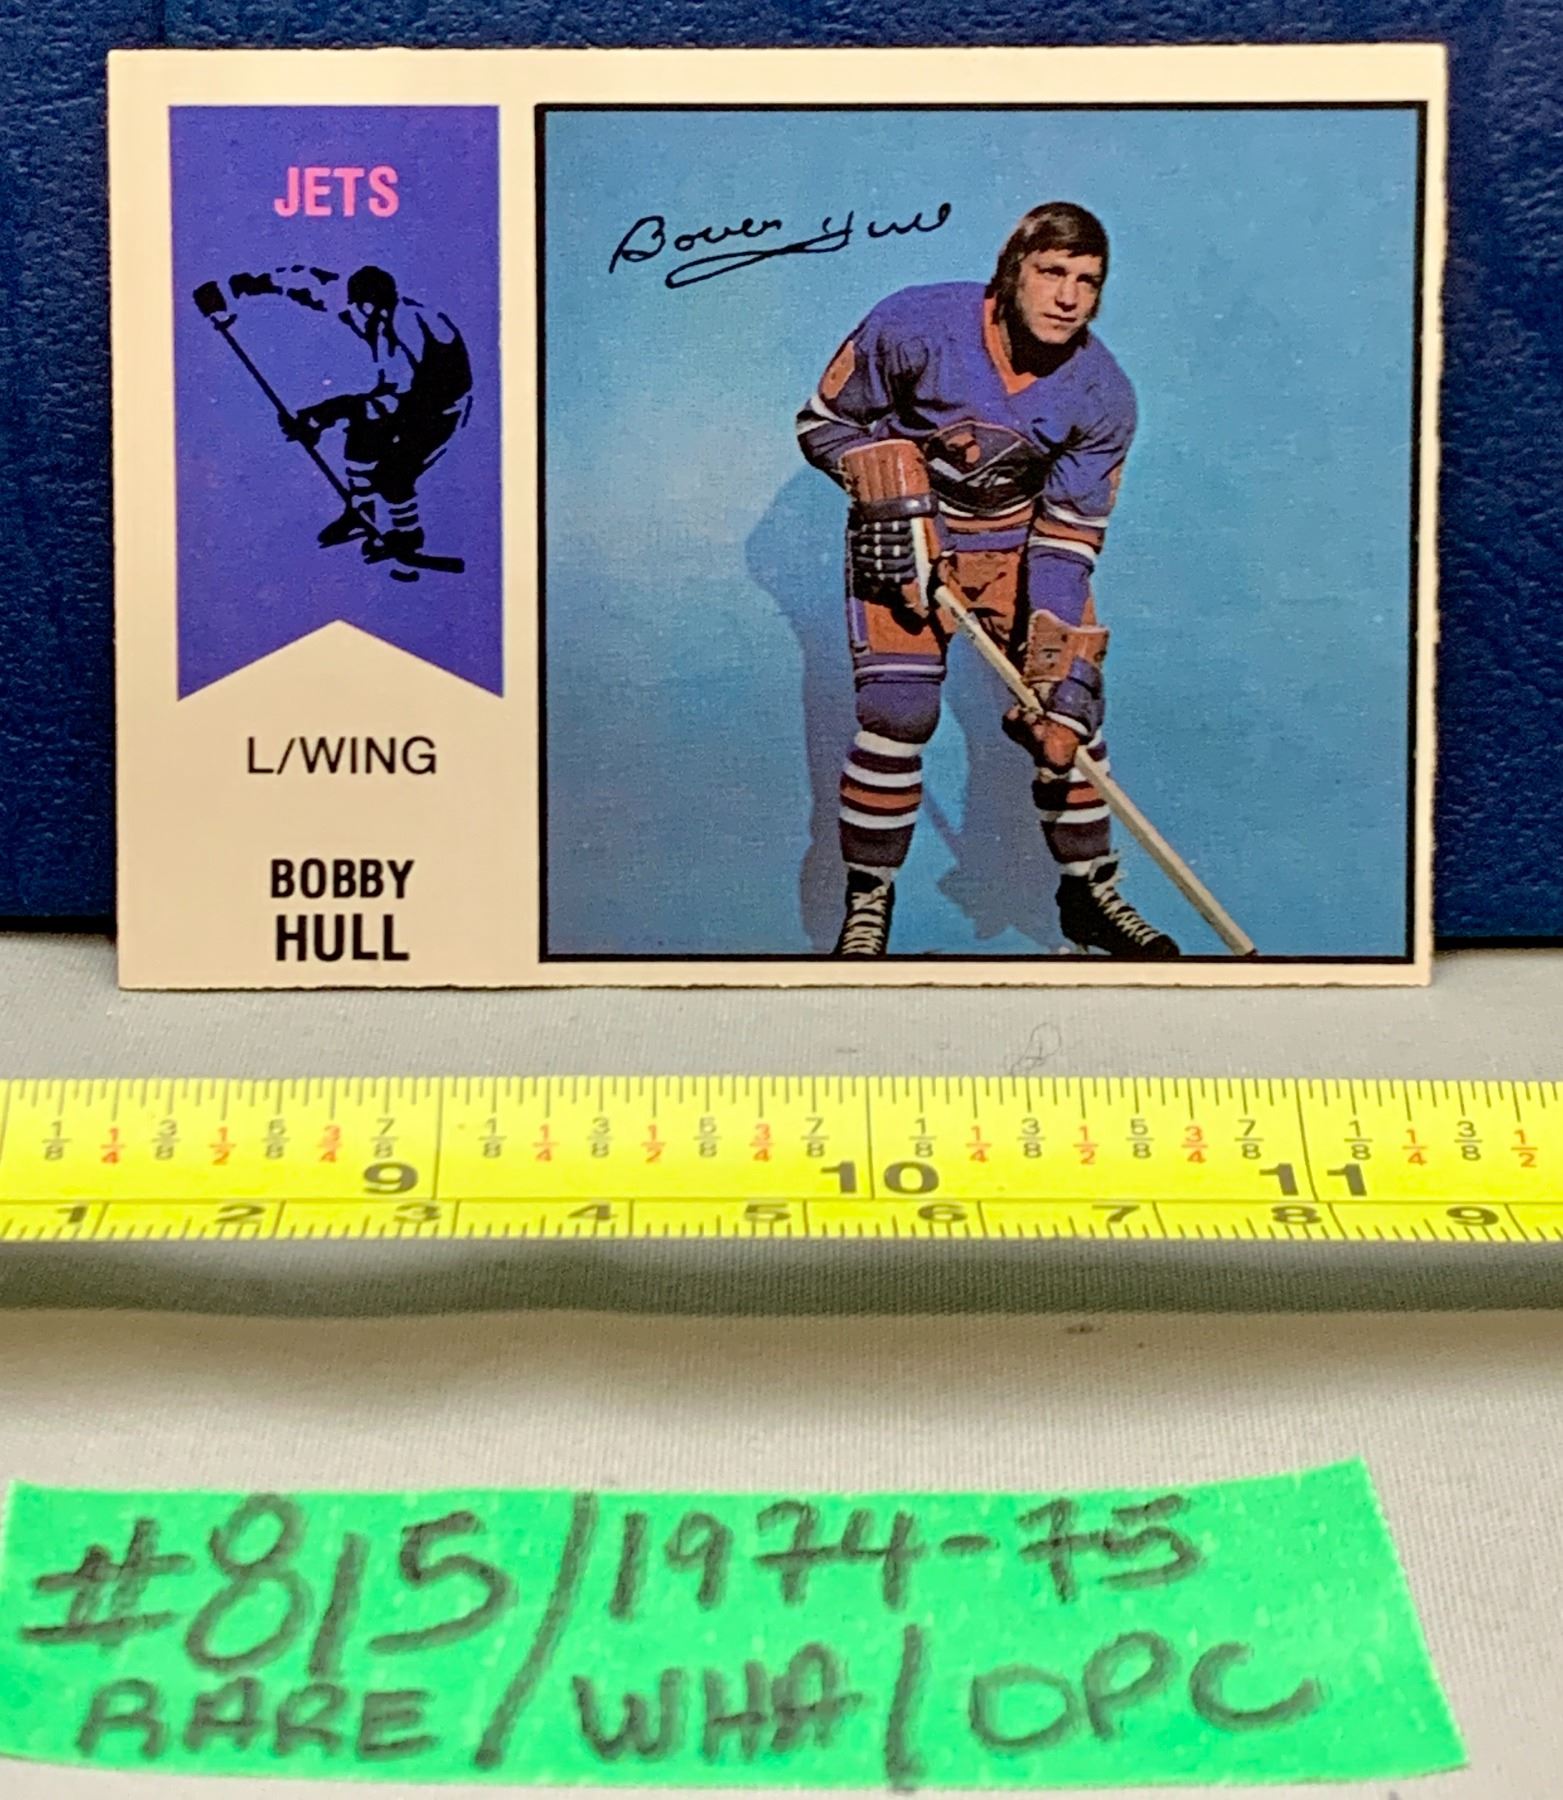 JETS
Bobby Hull
L/WING
BOBBY
HULL
1/8 1/4 3/8 1/2 5/8 3/4 7/8 9 1/8 1/4 3/8 1/2 5/8 3/4 7/8 10 1/8 1/4 3/8 1/2 5/8 3/4 7/8 11 1/8 1/4 3/8 1/2
1 2 3 4 5 6 7 8 9
#815/1974-75
RARE/WHA/OPC